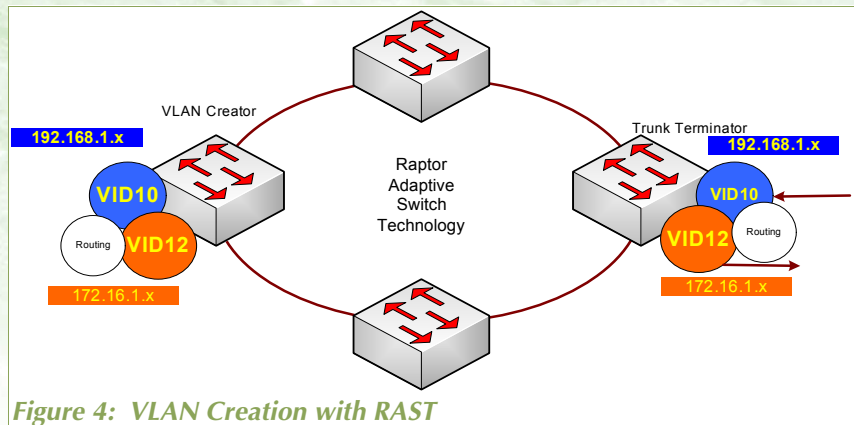 VLAN Creator
Trunk Terminator
192.168.1.x
192.168.1.x
Raptor
Adaptive
Switch
Technology
VID10
VID10
VID12
Routing
VID12
Routing
172.16.1.x
172.16.1.x
Figure 4: VLAN Creation with RAST